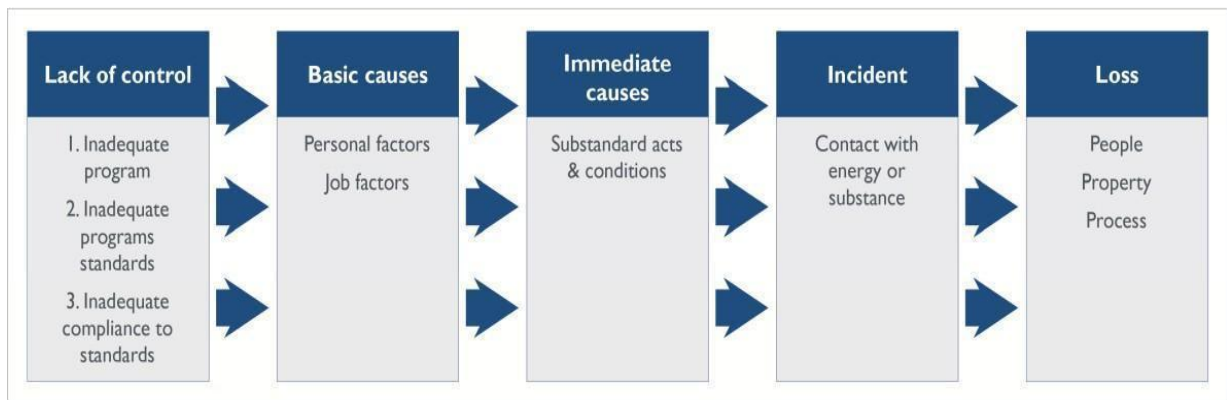 Lack of control
1. Inadequate
program
2. Inadequate
programs
standards
3. Inadequate
compliance to
standards
Basic causes
Personal factors
Job factors
Immediate
causes
Substandard acts
& conditions
Incident
Contact with
energy or
substance
Loss
People
Property
Process